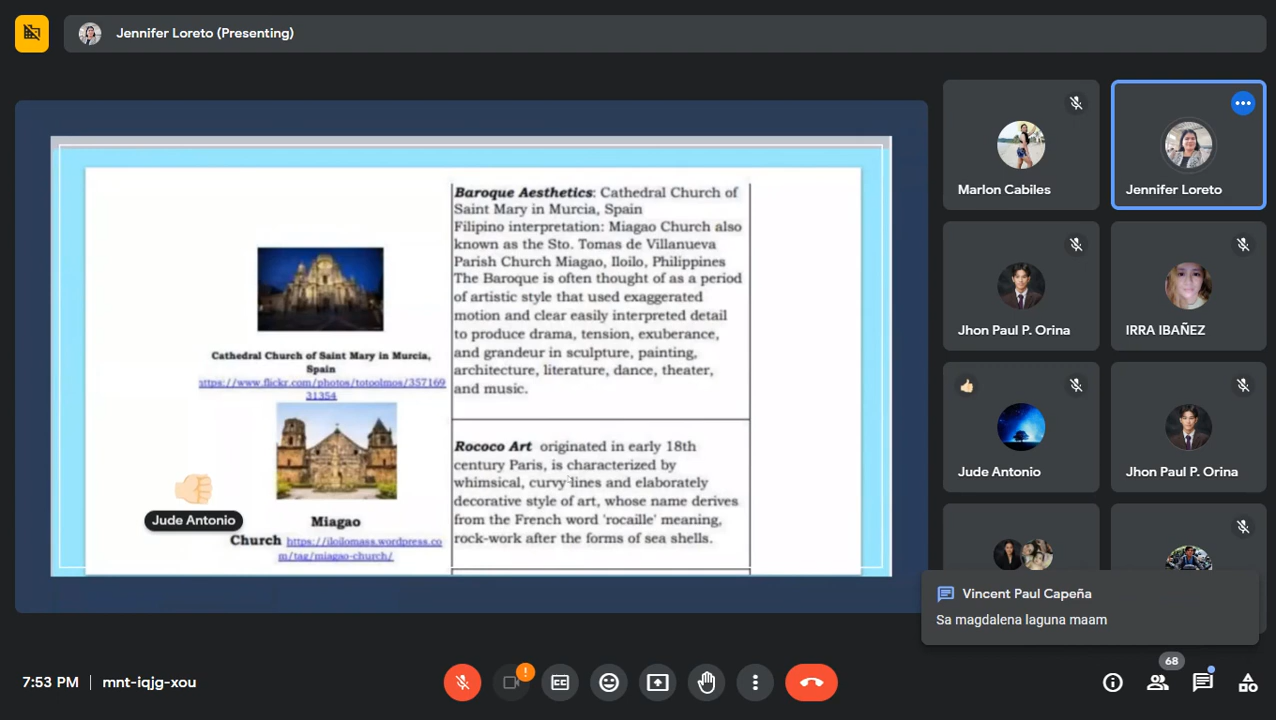 Jennifer Loreto (Presenting)
Baroque Aesthetics: Cathedral Church of
Saint Mary in Murcia, Spain
Filipino interpretation: Miagao Church also
known as the Sto. Tomas de Villanueva
Parish Church Miagao, Iloilo, Philippines
The Baroque is often thought of as a period
of artistic style that used exaggerated
motion and clear easily interpreted detail
to produce drama, tension, exuberance,
and grandeur in sculpture, painting,
architecture, literature, dance, theater,
and music.
Cathedral Church of Saint Mary in Murcia,
Spain
https://www.flickr.com/photos/totoolmos/357169
31354
Rococo Art originated in early 18th
century Paris, is characterized by
whimsical, curvy lines and elaborately
decorative style of art, whose name derives
from the French word 'rocaille' meaning,
rock-work after the forms of sea shells.
Miagao
Church https://iloilomass.wordpress.co
m/tag/miagao-church/
Jude Antonio
Marlon Cabiles
Jennifer Loreto
Jhon Paul P. Orina
IRRA IBAÑEZ
Jude Antonio
Jhon Paul P. Orina
Vincent Paul Capeña
Sa magdalena laguna maam
7:53 PM | mnt-iqjg-xou
CC
68